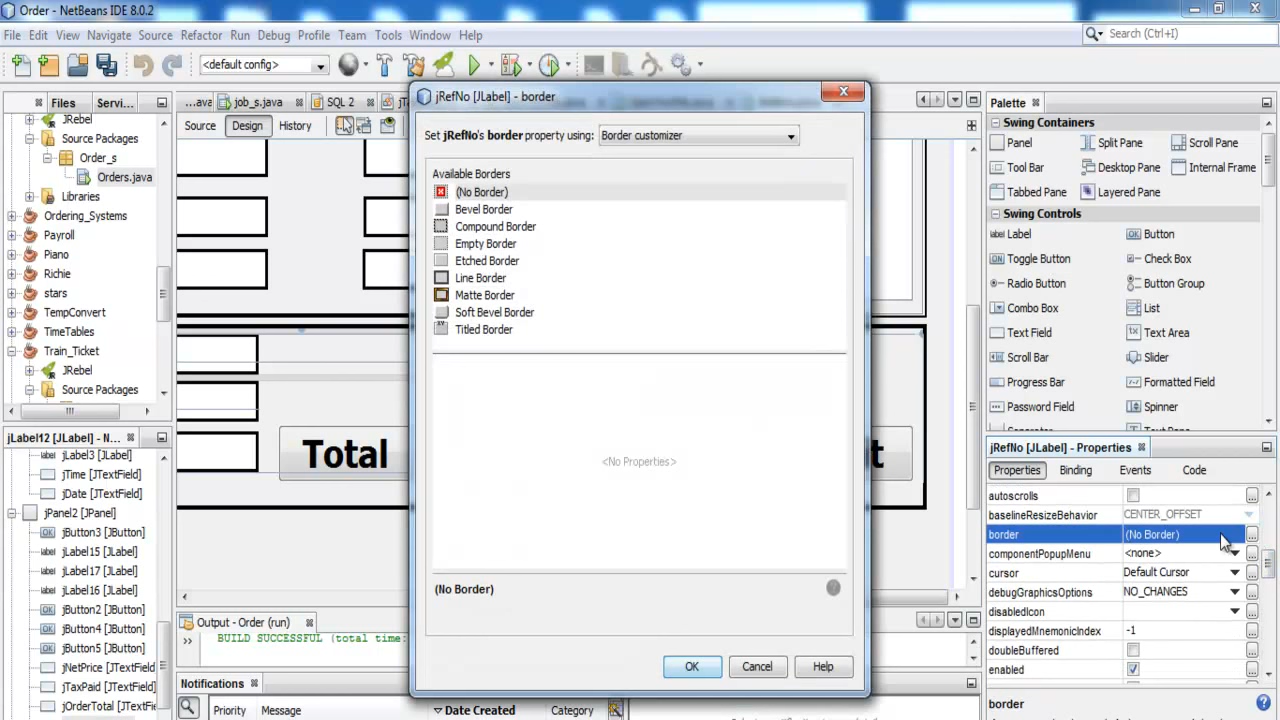 Order - NetBeans IDE 8.0.2
File Edit View Navigate Source Refactor Run Debug Profile Team Tools Window Help
Search (Ctrl+I)
<default config>
Files
Servi...
...ava
job_s.java
SQL 2
Source
Design
History
JRebel
Source Packages
Order_s
Orders.java
Libraries
Ordering_Systems
Payroll
Piano
Richie
stars
TempConvert
TimeTables
Train_Ticket
JRebel
Source Packages
jLabel12 [JLabel] - N...
jLabel3 [JLabel]
jTime [JTextField]
jDate [JTextField]
jPanel2 [JPanel]
jButton3 [JButton]
jLabel15 [JLabel]
jLabel17 [JLabel]
jLabel16 [JLabel]
jButton2 [JButton]
jButton4 [JButton]
jButton5 [JButton]
jNetPrice [JTextField]
jTaxPaid [JTextField]
jOrderTotal [JTextField]
Total
Output - Order (run)
BUILD SUCCESSFUL (total time:
Notifications
Priority
Message
Date Created
Category
jRefNo [JLabel] - border
Set jRefNo's border property using:
Border customizer
Available Borders
(No Border)
Bevel Border
Compound Border
Empty Border
Etched Border
Line Border
Matte Border
Soft Bevel Border
Titled Border
<No Properties>
(No Border)
OK
Cancel
Help
Palette
Swing Containers
Panel
Split Pane
Scroll Pane
Tool Bar
Desktop Pane
Internal Frame
Tabbed Pane
Layered Pane
Swing Controls
Label
Button
Toggle Button
Check Box
Radio Button
Button Group
Combo Box
List
Text Field
Text Area
Scroll Bar
Slider
Progress Bar
Formatted Field
Password Field
Spinner
jRefNo [JLabel] - Properties
Properties
Binding
Events
Code
autoscrolls
baselineResizeBehavior CENTER_OFFSET
border (No Border)
componentPopupMenu <none>
cursor Default Cursor
debugGraphicsOptions NO_CHANGES
disabledIcon
displayedMnemonicIndex -1
doubleBuffered
enabled
border